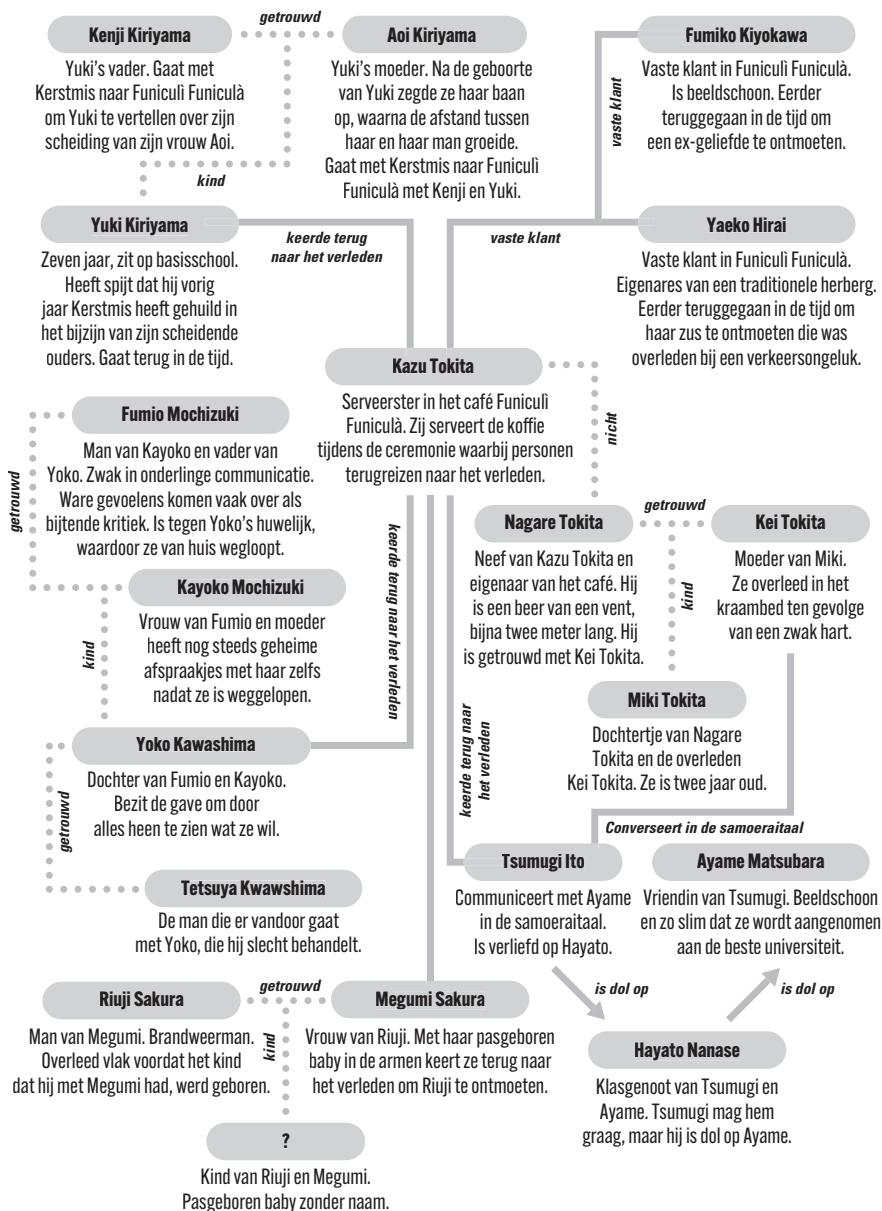 getrouwd
Kenji Kiriyama
Yuki's vader. Gaat met
Kerstmis naar Funiculì Funiculà
om Yuki te vertellen over zijn
scheiding van zijn vrouw Aoi.
Aoi Kiriyama
Yuki's moeder. Na de geboorte
van Yuki zegde ze haar baan
op, waarna de afstand tussen
haar en haar man groeide.
Gaat met Kerstmis naar Funiculì
Funiculà met Kenji en Yuki.
vaste klant
Fumiko Kiyokawa
Vaste klant in Funiculì Funiculà.
Is beeldschoon. Eerder
teruggegaan in de tijd om
een ex-geliefde te ontmoeten.
kind
Yuki Kiriyama
Zeven jaar, zit op basisschool.
Heeft spijt dat hij vorig
jaar Kerstmis heeft gehuild in
het bijzijn van zijn scheidende
ouders. Gaat terug in de tijd.
keerde terug
naar het verleden
vaste klant
Yaeko Hirai
Vaste klant in Funiculì Funiculà.
Eigenares van een traditionele herberg.
Eerder teruggegaan in de tijd om
haar zus te ontmoeten die was
overleden bij een verkeersongeluk.
Kazu Tokita
Serveerster in het café Funiculì
Funiculà. Zij serveert de koffie
tijdens de ceremonie waarbij personen
terugreizen naar het verleden.
nicht
Fumio Mochizuki
Man van Kayoko en vader van
Yoko. Zwak in onderlinge communicatie.
Ware gevoelens komen vaak over als
bijtende kritiek. Is tegen Yoko's huwelijk,
waardoor ze van huis wegloopt.
getrouwd
Kayoko Mochizuki
Vrouw van Fumio en moeder
heeft nog steeds geheime
afspraakjes met haar zelfs
nadat ze is weggelopen.
kind
keerde terug naar het verleden
Nagare Tokita
Neef van Kazu Tokita en
eigenaar van het café. Hij
is een beer van een vent,
bijna twee meter lang. Hij
is getrouwd met Kei Tokita.
getrouwd
Kei Tokita
Moeder van Miki.
Ze overleed in het
kraambed ten gevolge
van een zwak hart.
kind
Miki Tokita
Dochtertje van Nagare
Tokita en de overleden
Kei Tokita. Ze is twee jaar oud.
Yoko Kawashima
Dochter van Fumio en Kayoko.
Bezit de gave om door
alles heen te zien wat ze wil.
getrouwd
keerde terug naar
het verleden
Converseert in de samoeraitaal
Tetsuya Kwawshima
De man die er vandoor gaat
met Yoko, die hij slecht behandelt.
Tsumugi Ito
Communiceert met Ayame
in de samoeraitaal.
Is verliefd op Hayato.
Ayame Matsubara
Vriendin van Tsumugi. Beeldschoon
en zo slim dat ze wordt aangenomen
aan de beste universiteit.
is dol op
is dol op
Riuji Sakura
Man van Megumi. Brandweerman.
Overleed vlak voordat het kind
dat hij met Megumi had, werd geboren.
getrouwd
kind
Megumi Sakura
Vrouw van Riuji. Met haar pasgeboren
baby in de armen keert ze terug naar
het verleden om Riuji te ontmoeten.
Hayato Nanase
Klasgenoot van Tsumugi en
Ayame. Tsumugi mag hem
graag, maar hij is dol op Ayame.
?
Kind van Riuji en Megumi.
Pasgeboren baby zonder naam.